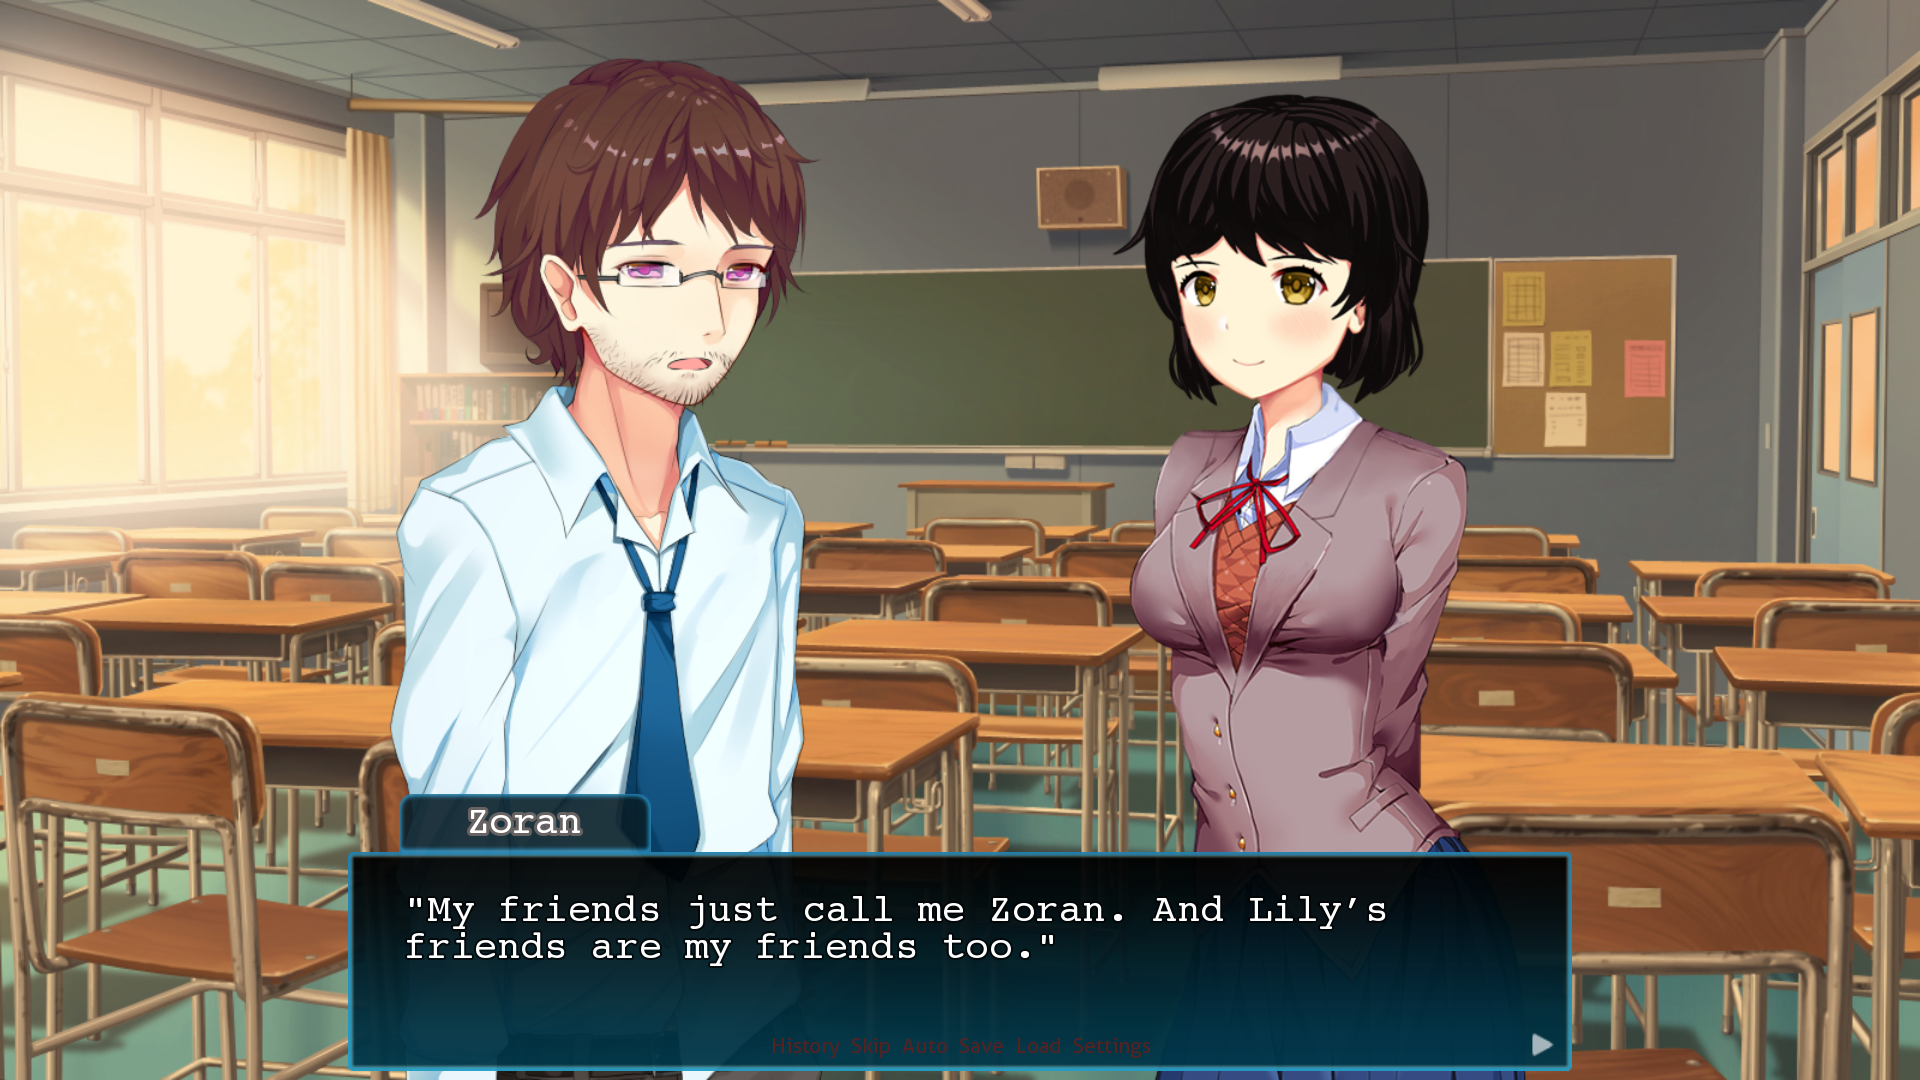 Zoran
"My friends just call me Zoran. And Lily's
friends are my friends too."
History Skip Auto Save Load Settings